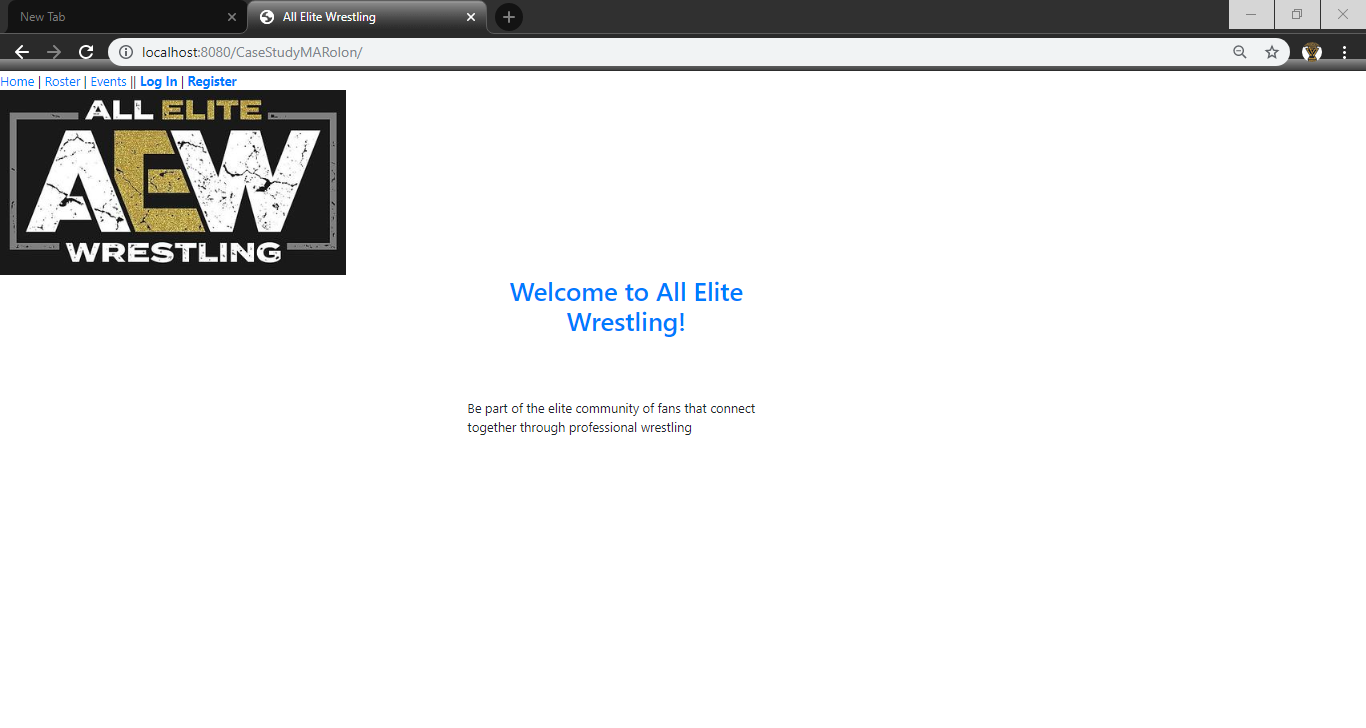 New Tab
All Elite Wrestling
localhost:8080/CaseStudyMARolon/
Home | Roster | Events || Log In | Register
ALL ELITE
AEW
WRESTLING
Welcome to All Elite
Wrestling!
Be part of the elite community of fans that connect
together through professional wrestling